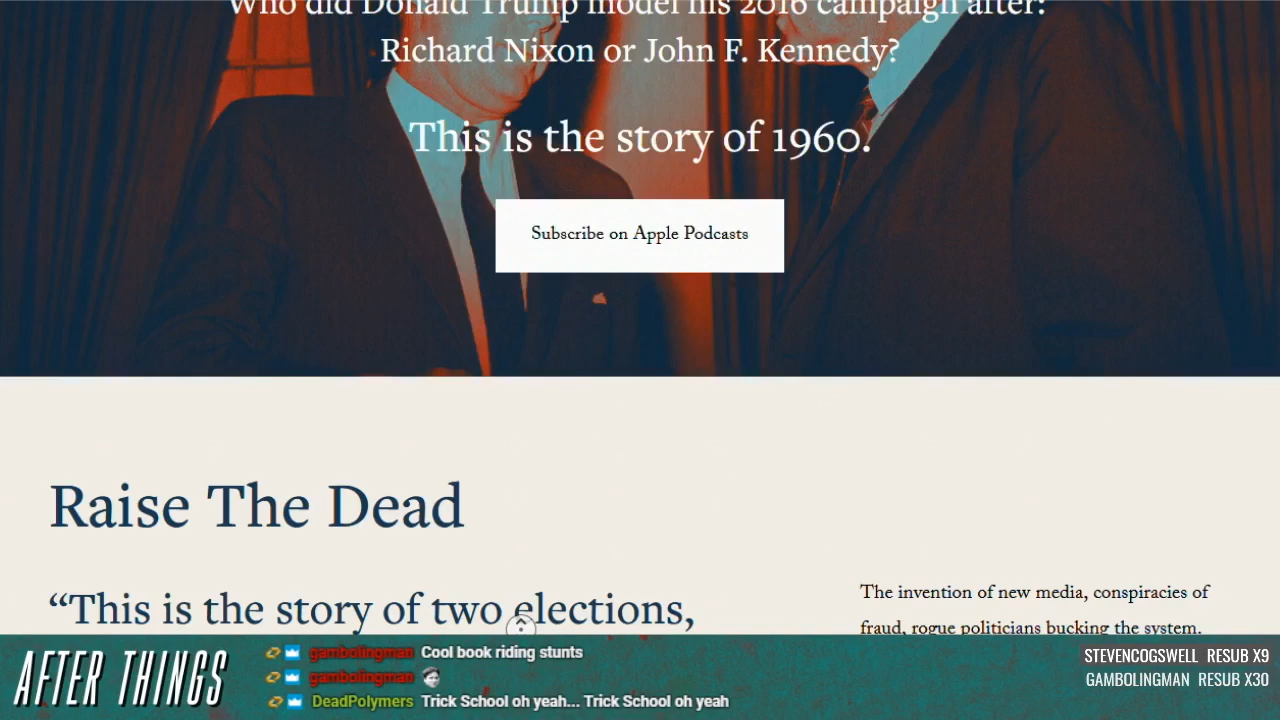 Who did Donald Trump model his 2016 campaign after:
Richard Nixon or John F. Kennedy?
This is the story of 1960.
Subscribe on Apple Podcasts
Raise The Dead
“This is the story of two elections,
The invention of new media, conspiracies of
fraud, rogue politicians bucking the system.
AFTER THINGS
gambolingman Cool book riding stunts
gambolingman
DeadPolymers Trick School oh yeah... Trick School oh yeah
STEVENCOGSWELL RESUB X9
GAMBOLINGMAN RESUB X30